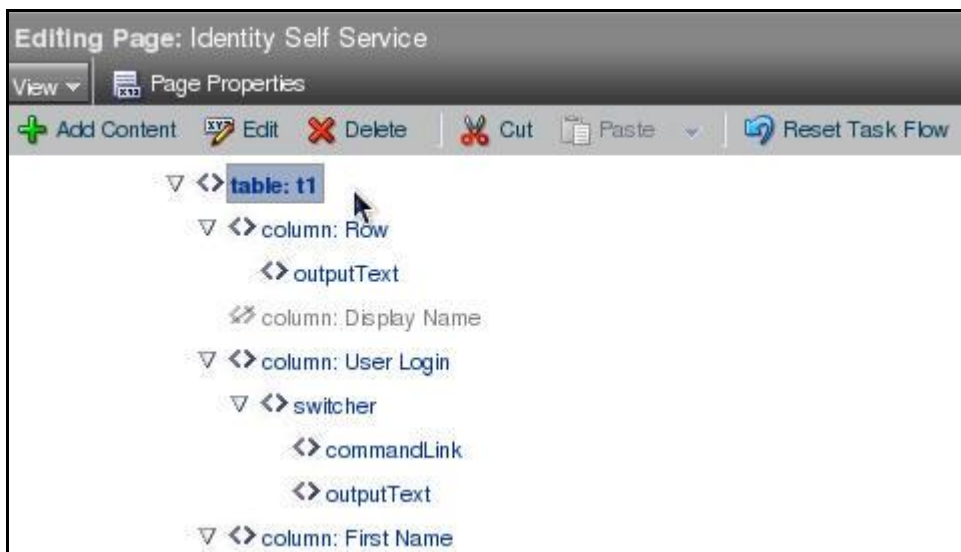 Editing Page: Identity Self Service
View Page Properties
Add Content Edit Delete Cut Paste Reset Task Flow
table: t1
column: Row
outputText
column: Display Name
column: User Login
switcher
commandLink
outputText
column: First Name